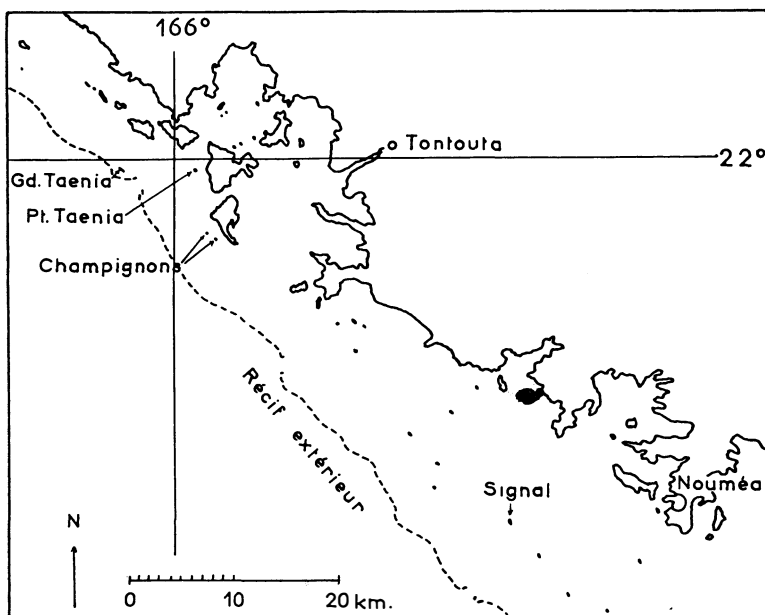 166°
Tontouta
22°
Gd. Taenia
Pt. Taenia
Champignons
Récif extérieur
Signal
Nouméa
N
0 10 20 km.